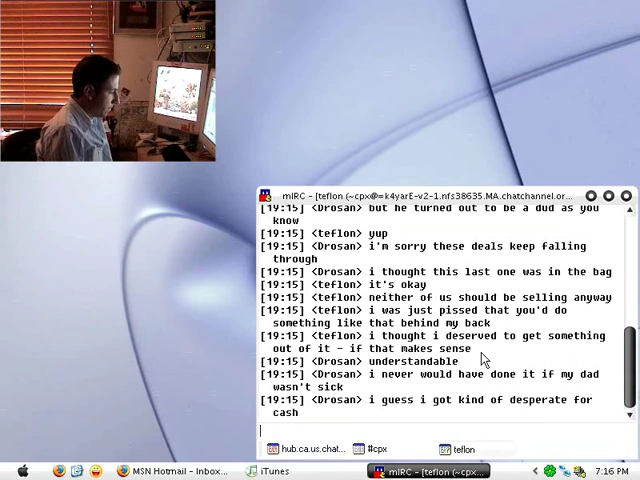 mIRC - [teflon (~cpx@=k4yarE-v2-1.nfs38635.MA.chatchannel.or...
[19:15] <Drosan> but he turned out to be a dud as you
know
[19:15] <teflon> yup
[19:15] <Drosan> i'm sorry these deals keep falling
through
[19:15] <Drosan> i thought this last one was in the bag
[19:15] <teflon> it's okay
[19:15] <teflon> neither of us should be selling anyway
[19:15] <teflon> i was just pissed that you'd do
something like that behind my back
[19:15] <teflon> i thought i deserved to get something
out of it - if that makes sense
[19:15] <Drosan> understandable
[19:15] <Drosan> i never would have done it if my dad
wasn't sick
[19:15] <Drosan> i guess i got kind of desperate for
cash
hub.ca.us.chat... #cpx teflon
MSN Hotmail - Inbox... iTunes mIRC - [teflon (~cpx... 7:16 PM